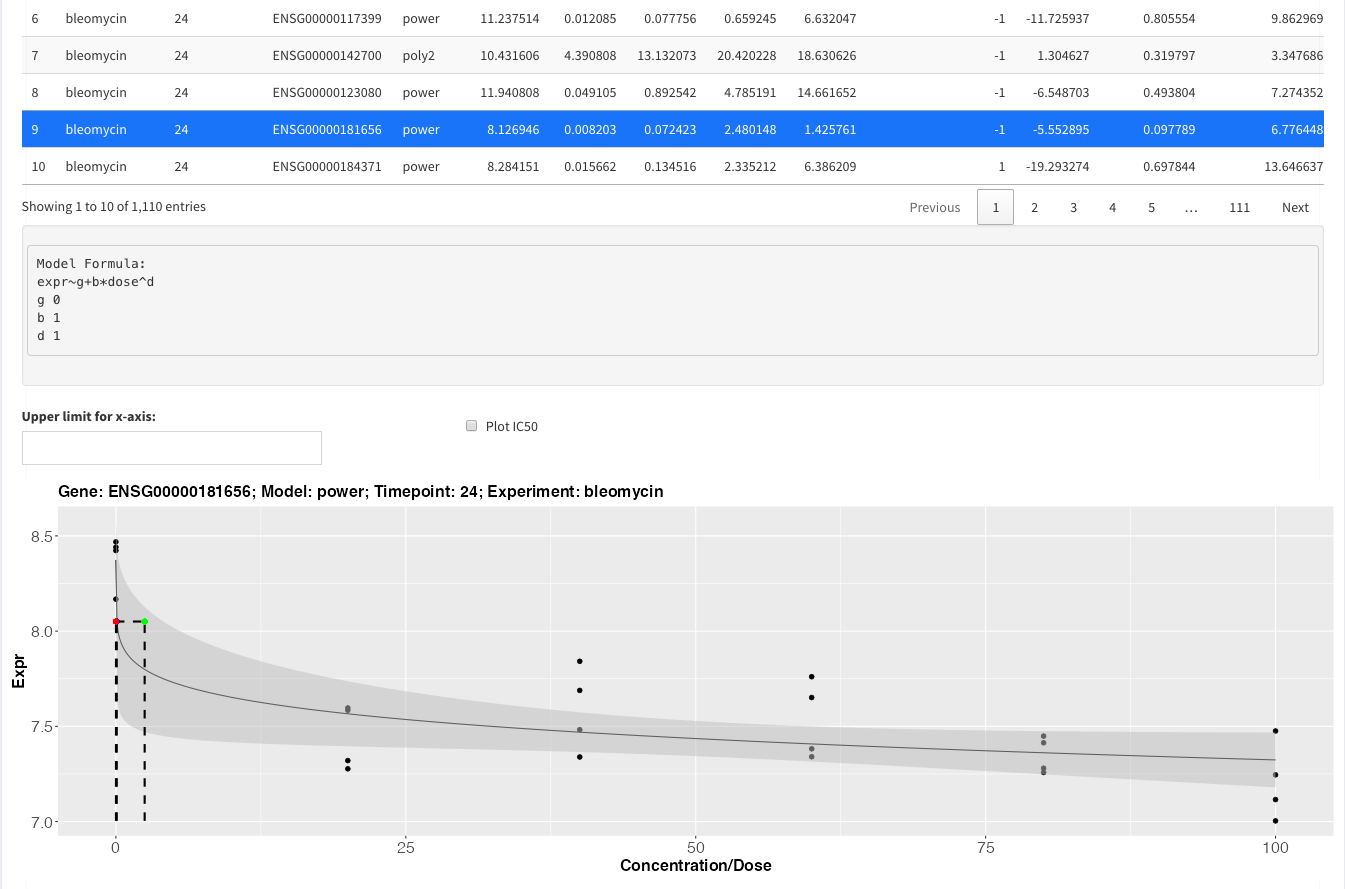 6 bleomycin 24 ENSG00000117399 power 11.237514 0.012085 0.077756 0.659245 6.632047 -1 -11.725937 0.805554 9.862969
7 bleomycin 24 ENSG00000142700 poly2 10.431606 4.390808 13.132073 20.420228 18.630626 -1 1.304627 0.319797 3.347686
8 bleomycin 24 ENSG00000123080 power 11.940808 0.049105 0.892542 4.785191 14.661652 -1 -6.548703 0.493804 7.274352
9 bleomycin 24 ENSG00000181656 power 8.126946 0.008203 0.072423 2.480148 1.425761 -1 -5.552895 0.097789 6.776448
10 bleomycin 24 ENSG00000184371 power 8.284151 0.015662 0.134516 2.335212 6.386209 1 -19.293274 0.697844 13.646637
Showing 1 to 10 of 1,110 entries Previous 1 2 3 4 5 … 111 Next
Model Formula:
expr~g+b*dose^d
g 0
b 1
d 1
Upper limit for x-axis:
Plot IC50
Gene: ENSG00000181656; Model: power; Timepoint: 24; Experiment: bleomycin
8.5
8.0
Expr
7.5
7.0
0 25 50 75 100
Concentration/Dose